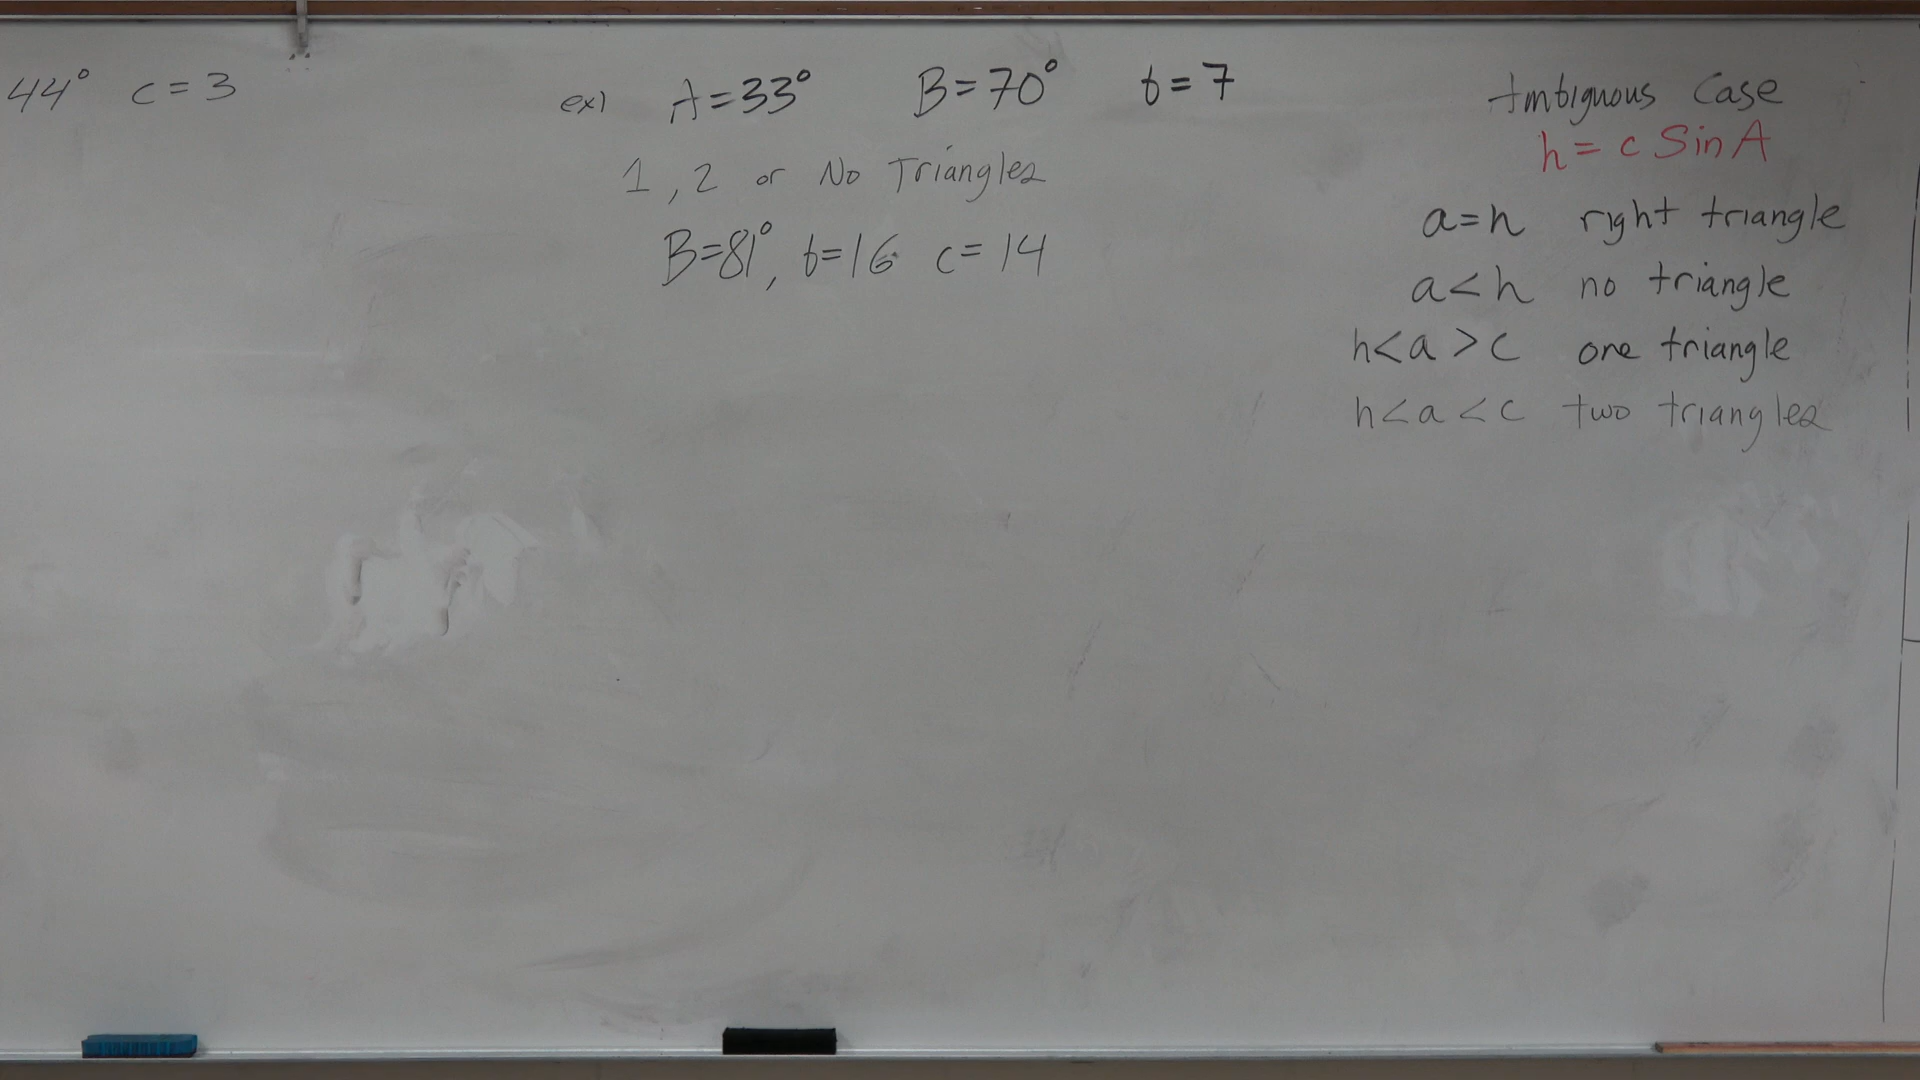 44° c = 3
ex) A = 33° B = 70° b = 7
1, 2 or No Triangles
B = 81°, b = 16 c = 14
Ambiguous Case
h = c Sin A
a = h right triangle
a < h no triangle
h < a > c one triangle
h < a < c two triangles